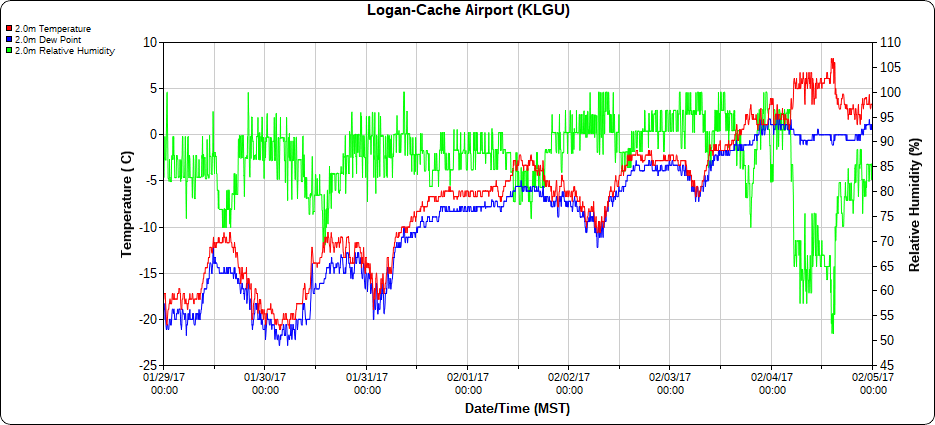 Logan-Cache Airport (KLGU)
2.0m Temperature
2.0m Dew Point
2.0m Relative Humidity
10
5
0
-5
-10
-15
-20
-25
Temperature ( C)
110
105
100
95
90
85
80
75
70
65
60
55
50
45
Relative Humidity (%)
01/29/17 01/30/17 01/31/17 02/01/17 02/02/17 02/03/17 02/04/17 02/05/17
00:00 00:00 00:00 00:00 00:00 00:00 00:00 00:00
Date/Time (MST)